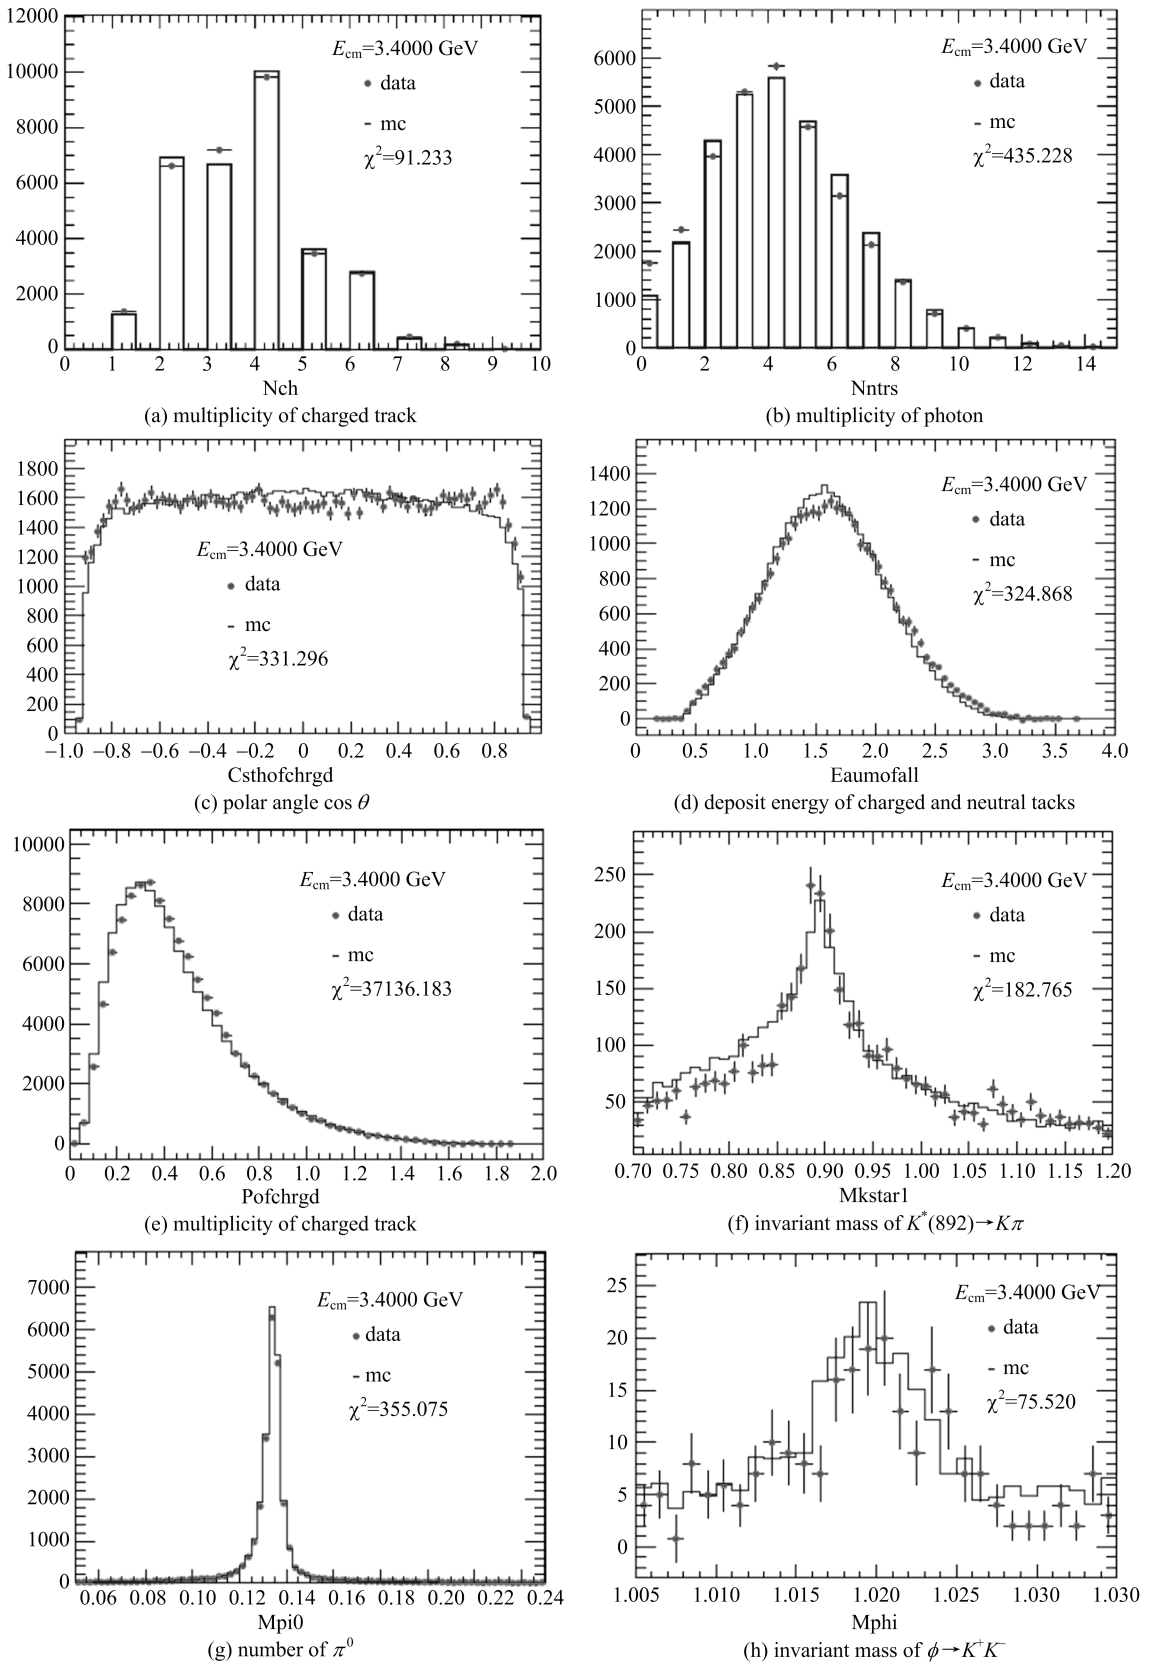 12000
10000
8000
6000
4000
2000
0
E_cm=3.4000 GeV
data
mc
χ²=91.233
0 1 2 3 4 5 6 7 8 9 10
Nch
(a) multiplicity of charged track
6000
5000
4000
3000
2000
1000
0
E_cm=3.4000 GeV
data
mc
χ²=435.228
0 2 4 6 8 10 12 14
Nntrs
(b) multiplicity of photon
1800
1600
1400
1200
1000
800
600
400
200
0
E_cm=3.4000 GeV
data
mc
χ²=331.296
−1.0 −0.8 −0.6 −0.4 −0.2 0 0.2 0.4 0.6 0.8
Csthofchrgd
(c) polar angle cos θ
1400
1200
1000
800
600
400
200
0
E_cm=3.4000 GeV
data
mc
χ²=324.868
0 0.5 1.0 1.5 2.0 2.5 3.0 3.5 4.0
Eaumofall
(d) deposit energy of charged and neutral tacks
10000
8000
6000
4000
2000
0
E_cm=3.4000 GeV
data
mc
χ²=37136.183
0 0.2 0.4 0.6 0.8 1.0 1.2 1.4 1.6 1.8 2.0
Pofchrgd
(e) multiplicity of charged track
250
200
150
100
50
E_cm=3.4000 GeV
data
mc
χ²=182.765
0.70 0.75 0.80 0.85 0.90 0.95 1.00 1.05 1.10 1.15 1.20
Mkstar1
(f) invariant mass of K*(892)→Kπ
7000
6000
5000
4000
3000
2000
1000
0
E_cm=3.4000 GeV
data
mc
χ²=355.075
0.06 0.08 0.10 0.12 0.14 0.16 0.18 0.20 0.22 0.24
Mpi0
(g) number of π⁰
25
20
15
10
5
0
E_cm=3.4000 GeV
data
mc
χ²=75.520
1.005 1.010 1.015 1.020 1.025 1.030 1.030
Mphi
(h) invariant mass of ϕ→K⁺K⁻